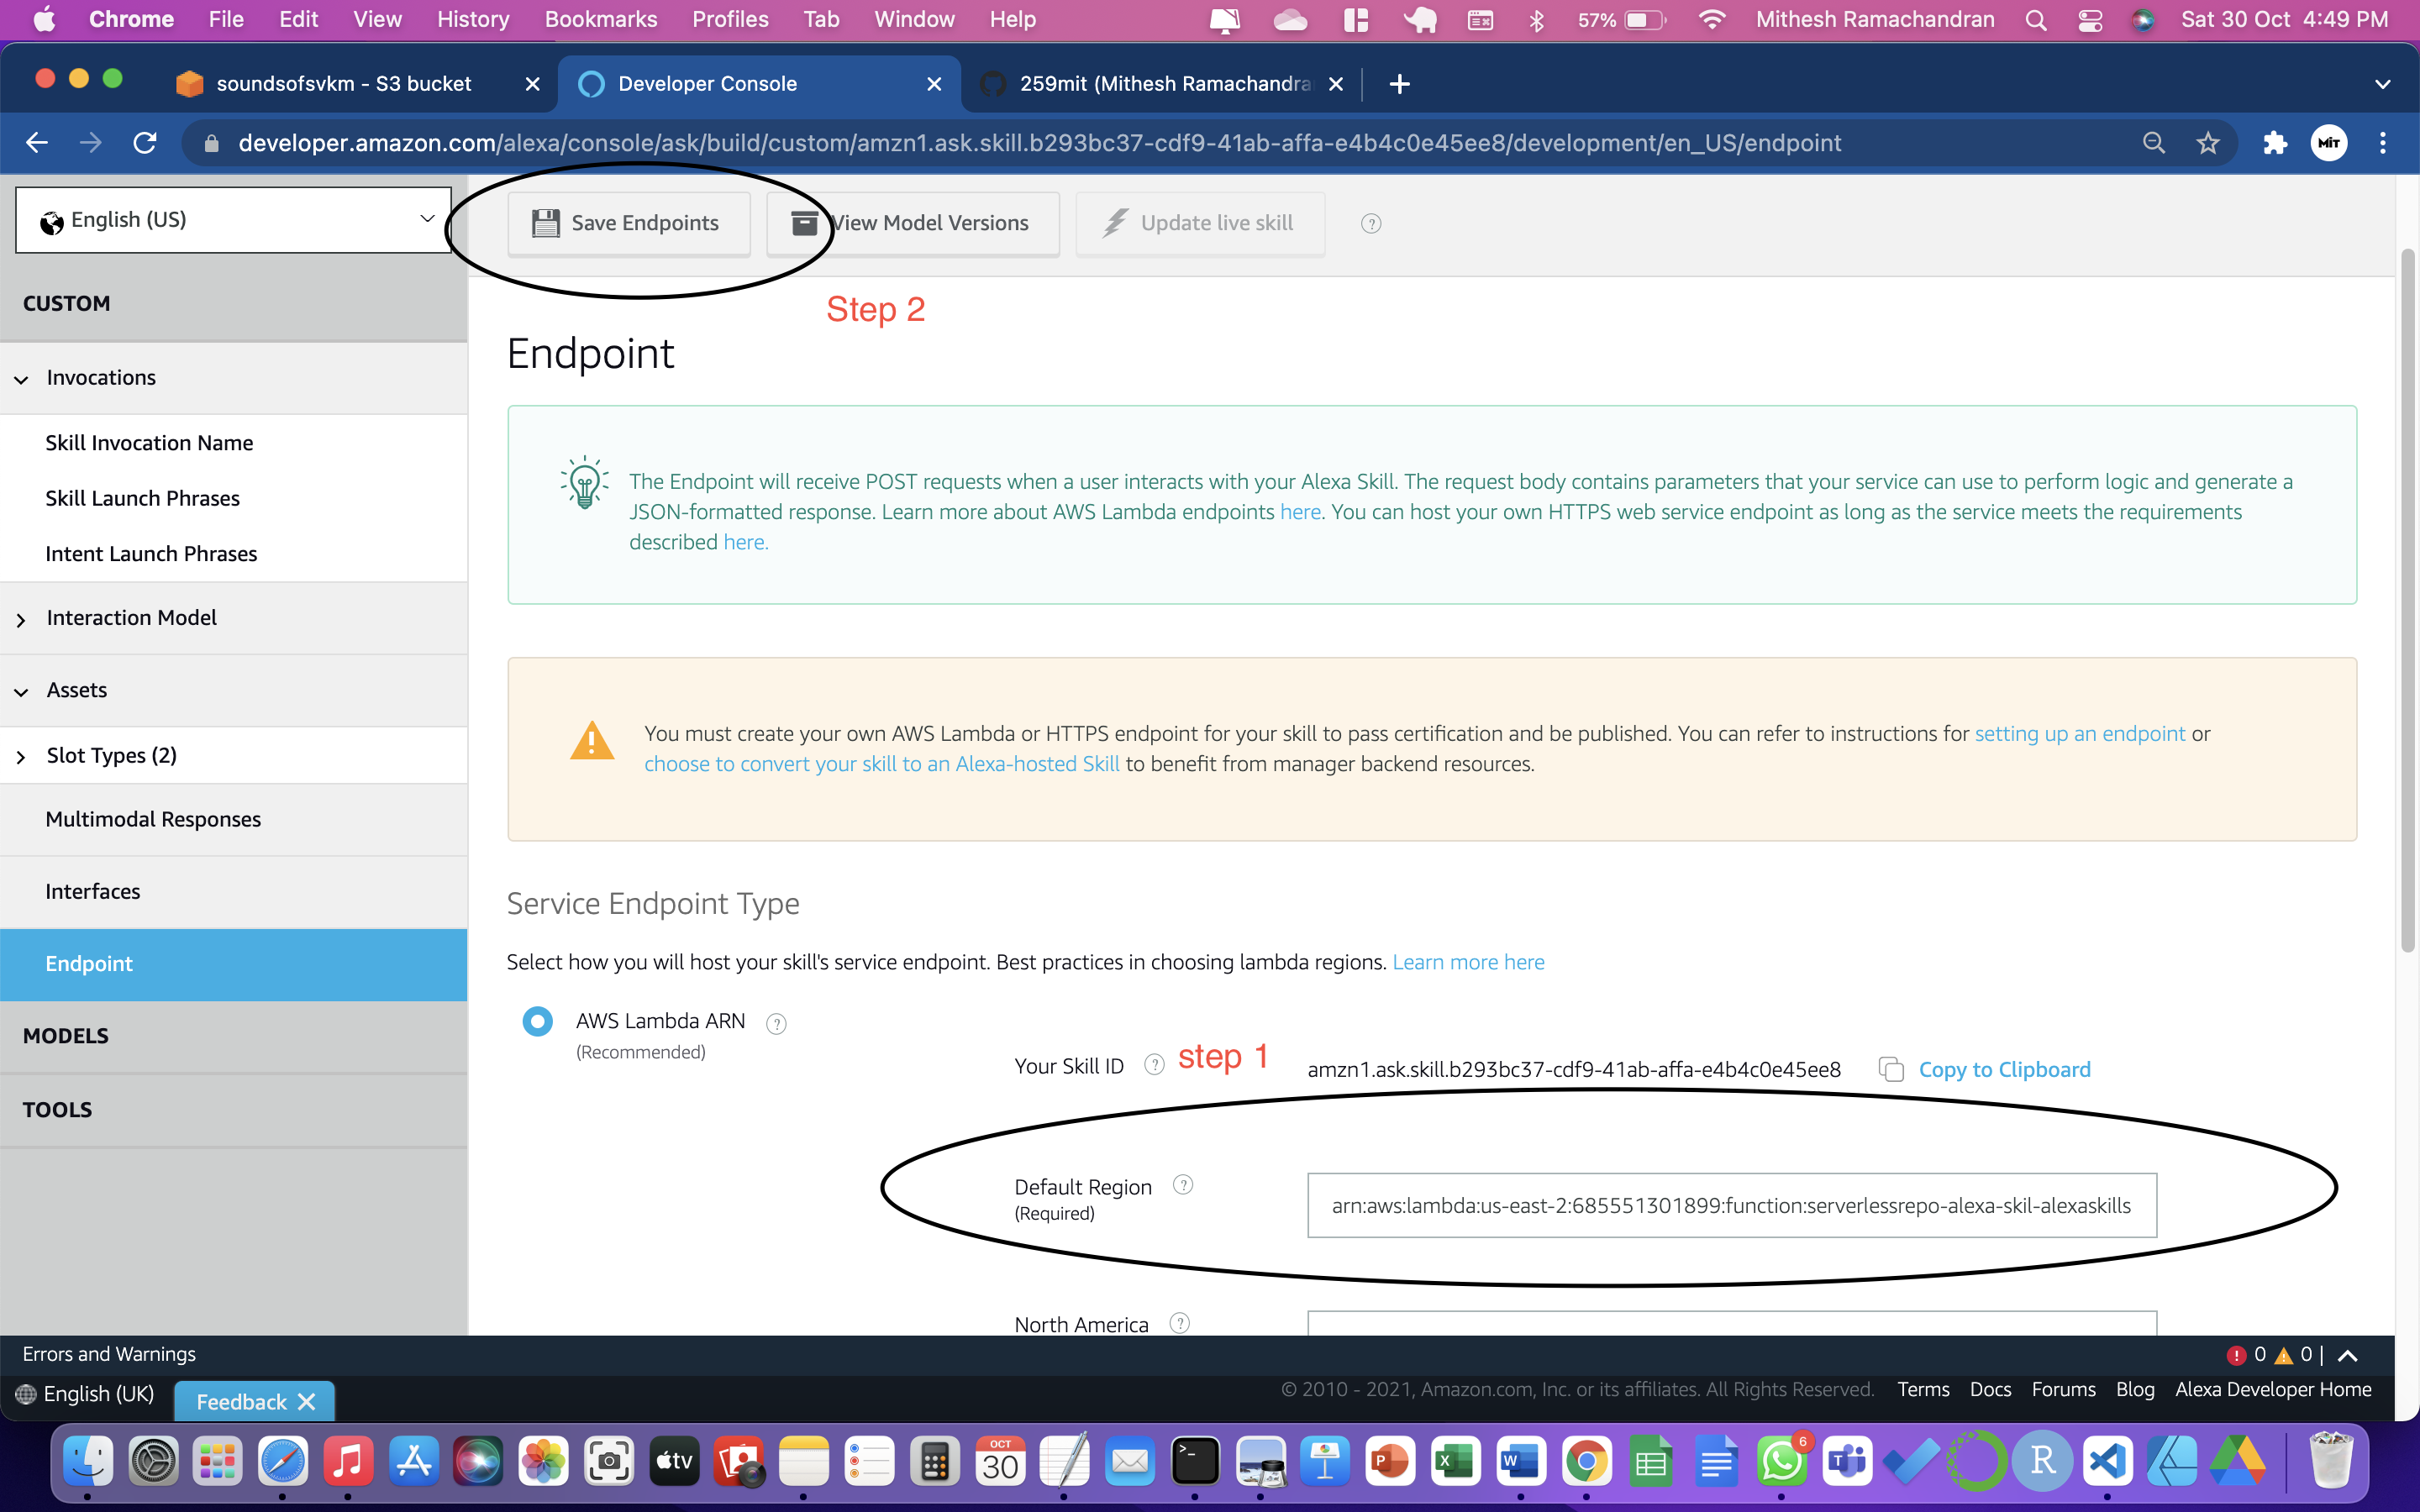 Chrome File Edit View History Bookmarks Profiles Tab Window Help 57% Mithesh Ramachandran Sat 30 Oct 4:49 PM
soundsofsvkm - S3 bucket
Developer Console
259mit (Mithesh Ramachandra
developer.amazon.com/alexa/console/ask/build/custom/amzn1.ask.skill.b293bc37-cdf9-41ab-affa-e4b4c0e45ee8/development/en_US/endpoint
MiT
English (US)
Save Endpoints
View Model Versions
Update live skill
?
CUSTOM
Step 2
Endpoint
Invocations
Skill Invocation Name
Skill Launch Phrases
Intent Launch Phrases
Interaction Model
Assets
Slot Types (2)
Multimodal Responses
Interfaces
Endpoint
MODELS
TOOLS
The Endpoint will receive POST requests when a user interacts with your Alexa Skill. The request body contains parameters that your service can use to perform logic and generate a
JSON-formatted response. Learn more about AWS Lambda endpoints here. You can host your own HTTPS web service endpoint as long as the service meets the requirements
described here.
You must create your own AWS Lambda or HTTPS endpoint for your skill to pass certification and be published. You can refer to instructions for setting up an endpoint or
choose to convert your skill to an Alexa-hosted Skill to benefit from manager backend resources.
Service Endpoint Type
Select how you will host your skill's service endpoint. Best practices in choosing lambda regions. Learn more here
AWS Lambda ARN ?
(Recommended)
Your Skill ID ? step 1 amzn1.ask.skill.b293bc37-cdf9-41ab-affa-e4b4c0e45ee8 Copy to Clipboard
Default Region ?
(Required)
arn:aws:lambda:us-east-2:685551301899:function:serverlessrepo-alexa-skil-alexaskills
North America ?
Errors and Warnings
0 0 |
English (UK)
Feedback
© 2010 - 2021, Amazon.com, Inc. or its affiliates. All Rights Reserved. Terms Docs Forums Blog Alexa Developer Home
tv
OCT
30
>_
P
X
W
6
T
R